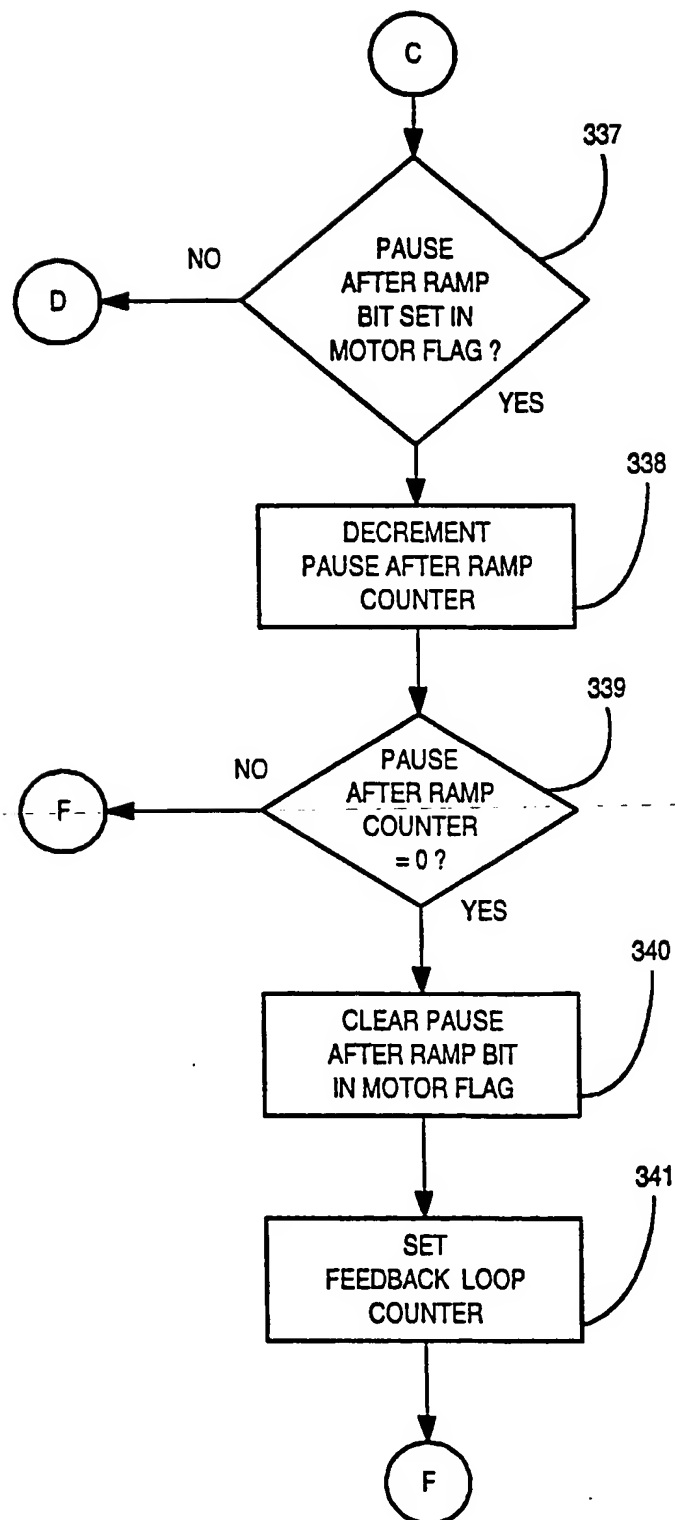 C
337
PAUSE
AFTER RAMP
BIT SET IN
MOTOR FLAG ?
NO
D
YES
338
DECREMENT
PAUSE AFTER RAMP
COUNTER
339
PAUSE
AFTER RAMP
COUNTER
= 0 ?
NO
F
YES
340
CLEAR PAUSE
AFTER RAMP BIT
IN MOTOR FLAG
341
SET
FEEDBACK LOOP
COUNTER
F